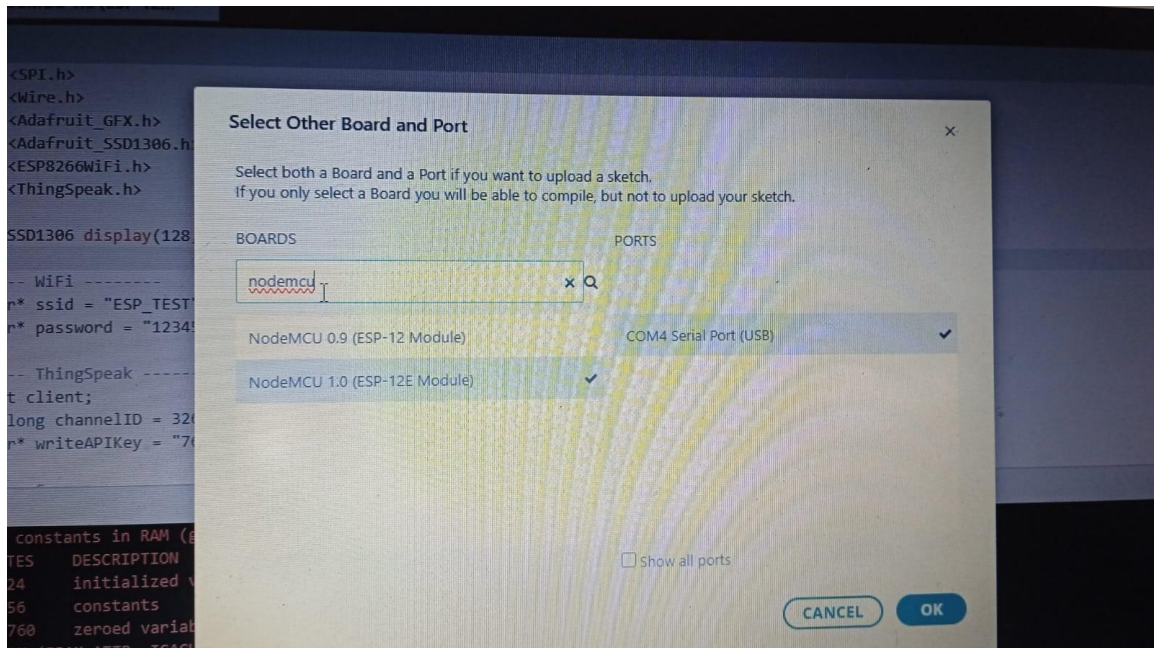 <SPI.h>
<Wire.h>
<Adafruit_GFX.h>
<Adafruit_SSD1306.h
<ESP8266WiFi.h>
<ThingSpeak.h>
SSD1306 display(128
-- WiFi --------
r* ssid = "ESP_TEST"
r* password = "1234
-- ThingSpeak -----
t client;
long channelID = 326
r* writeAPIKey = "76
constants in RAM (g
TES DESCRIPTION
24 initialized v
56 constants
760 zeroed variab
Select Other Board and Port
×
Select both a Board and a Port if you want to upload a sketch.
If you only select a Board you will be able to compile, but not to upload your sketch.
BOARDS
PORTS
nodemcu
NodeMCU 0.9 (ESP-12 Module)
COM4 Serial Port (USB)
NodeMCU 1.0 (ESP-12E Module)
Show all ports
CANCEL
OK